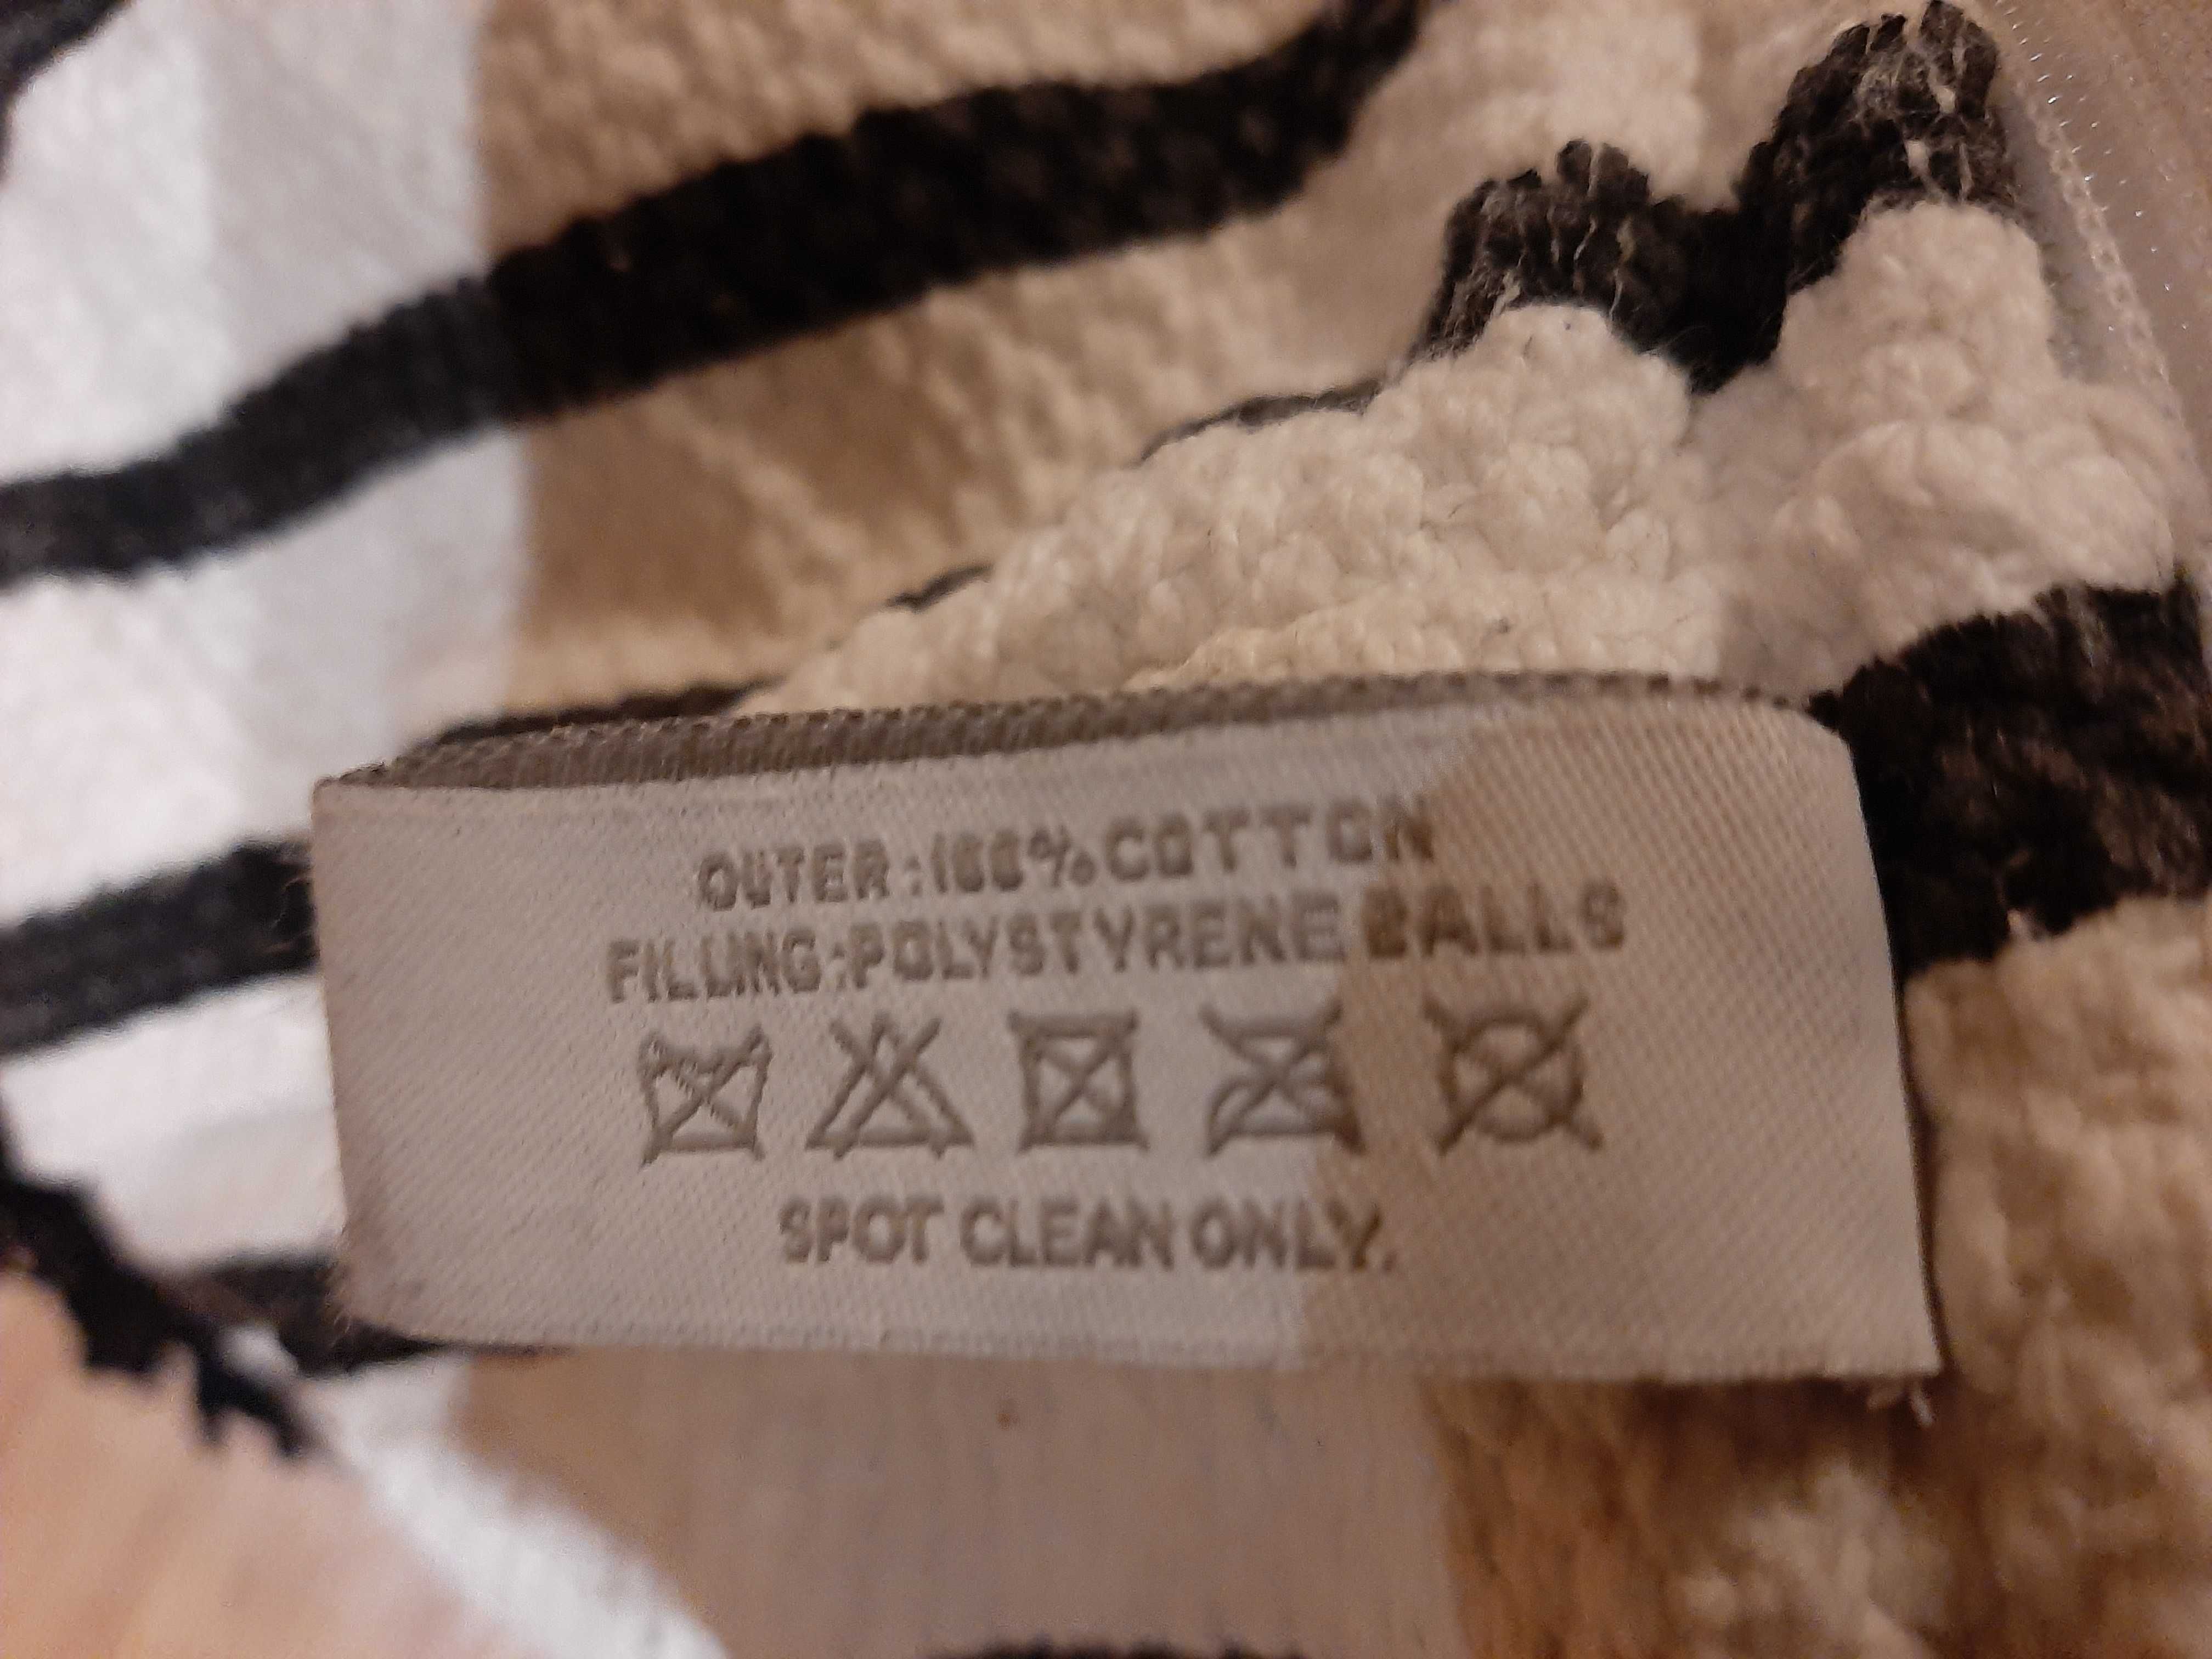 OUTER:100%COTTON
FILLING:POLYSTYRENE BALLS
SPOT CLEAN ONLY.